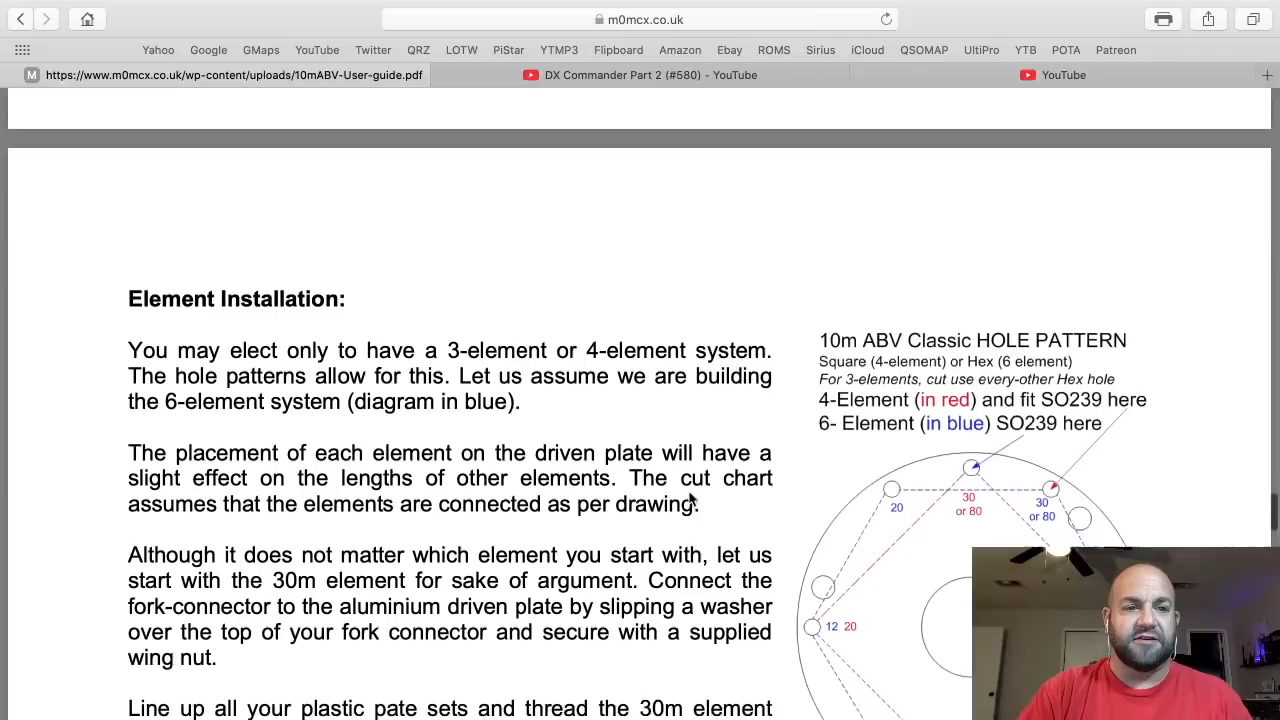 m0mcx.co.uk
Yahoo Google GMaps YouTube Twitter QRZ LOTW PiStar YTMP3 Flipboard Amazon Ebay ROMS Sirius iCloud QSOMAP UltiPro YTB POTA Patreon
M https://www.m0mcx.co.uk/wp-content/uploads/10mABV-User-guide.pdf DX Commander Part 2 (#580) - YouTube YouTube
Element Installation:
You may elect only to have a 3-element or 4-element system.
The hole patterns allow for this. Let us assume we are building
the 6-element system (diagram in blue).
The placement of each element on the driven plate will have a
slight effect on the lengths of other elements. The cut chart
assumes that the elements are connected as per drawing.
Although it does not matter which element you start with, let us
start with the 30m element for sake of argument. Connect the
fork-connector to the aluminium driven plate by slipping a washer
over the top of your fork connector and secure with a supplied
wing nut.
Line up all your plastic pate sets and thread the 30m element
10m ABV Classic HOLE PATTERN
Square (4-element) or Hex (6 element)
For 3-elements, cut use every-other Hex hole
4-Element (in red) and fit SO239 here
6- Element (in blue) SO239 here
20
30
or 80
30
or 80
12 20